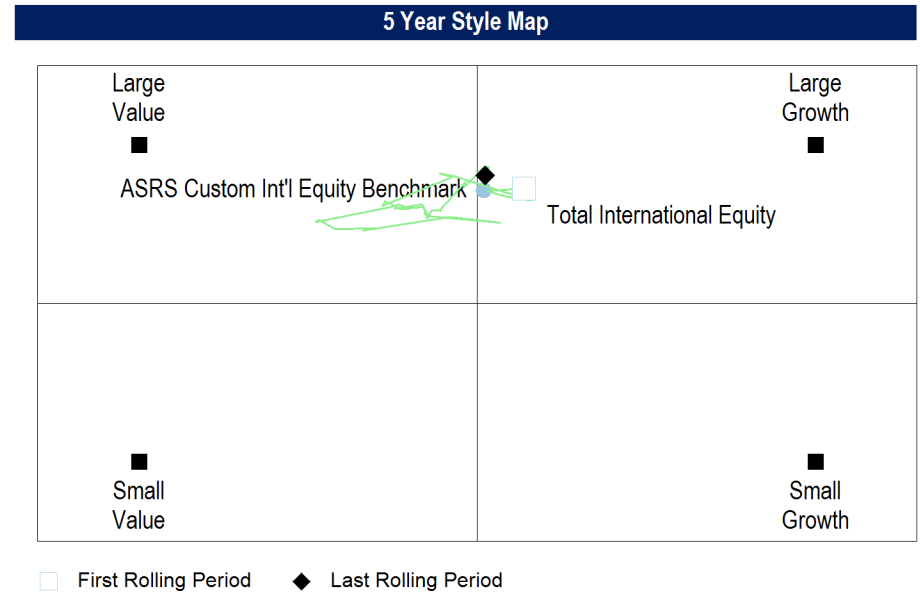 5 Year Style Map
Large
Value
Large
Growth
ASRS Custom Int'l Equity Benchmark
Total International Equity
Small
Value
Small
Growth
First Rolling Period
Last Rolling Period